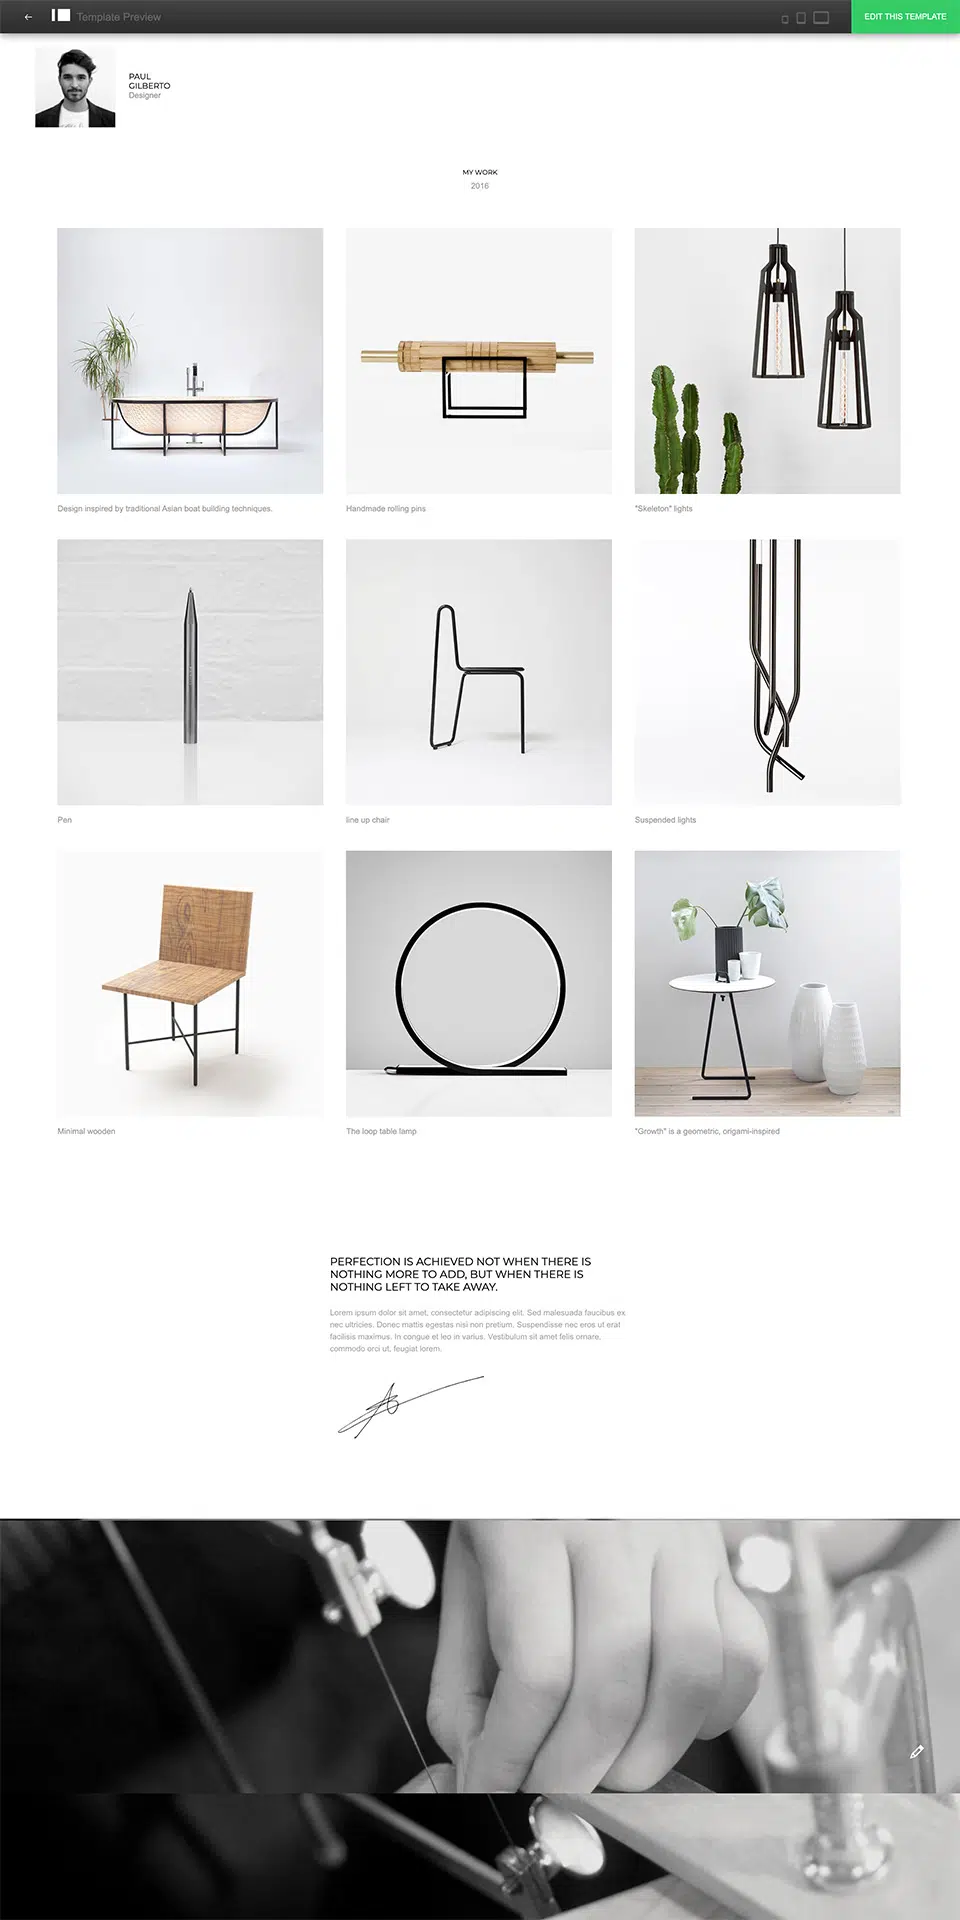 Template Preview
EDIT THIS TEMPLATE
PAUL
GILBERTO
Designer
MY WORK
2016
Design inspired by traditional Asian boat building techniques.
Handmade rolling pins
"Skeleton" lights
Pen
line up chair
Suspended lights
Minimal wooden
The loop table lamp
"Growth" is a geometric, origami-inspired
PERFECTION IS ACHIEVED NOT WHEN THERE IS
NOTHING MORE TO ADD, BUT WHEN THERE IS
NOTHING LEFT TO TAKE AWAY.
Lorem ipsum dolor sit amet, consectetur adipiscing elit. Sed malesuada faucibus ex
nec ultricies. Donec mattis egestas nisi non pretium. Suspendisse nec eros ut erat
facilisis maximus. In congue et leo in varius. Vestibulum sit amet felis ornare,
commodo orci ut, feugiat lorem.